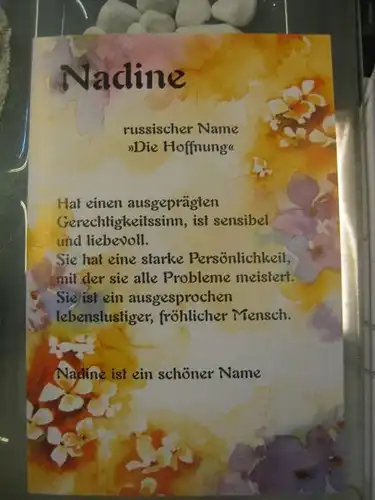 Nadine
russischer Name
»Die Hoffnung«
Hat einen ausgeprägten
Gerechtigkeitssinn, ist sensibel
und liebevoll.
Sie hat eine starke Persönlichkeit,
mit der sie alle Probleme meistert.
Sie ist ein ausgesprochen
lebenslustiger, fröhlicher Mensch.
Nadine ist ein schöner Name